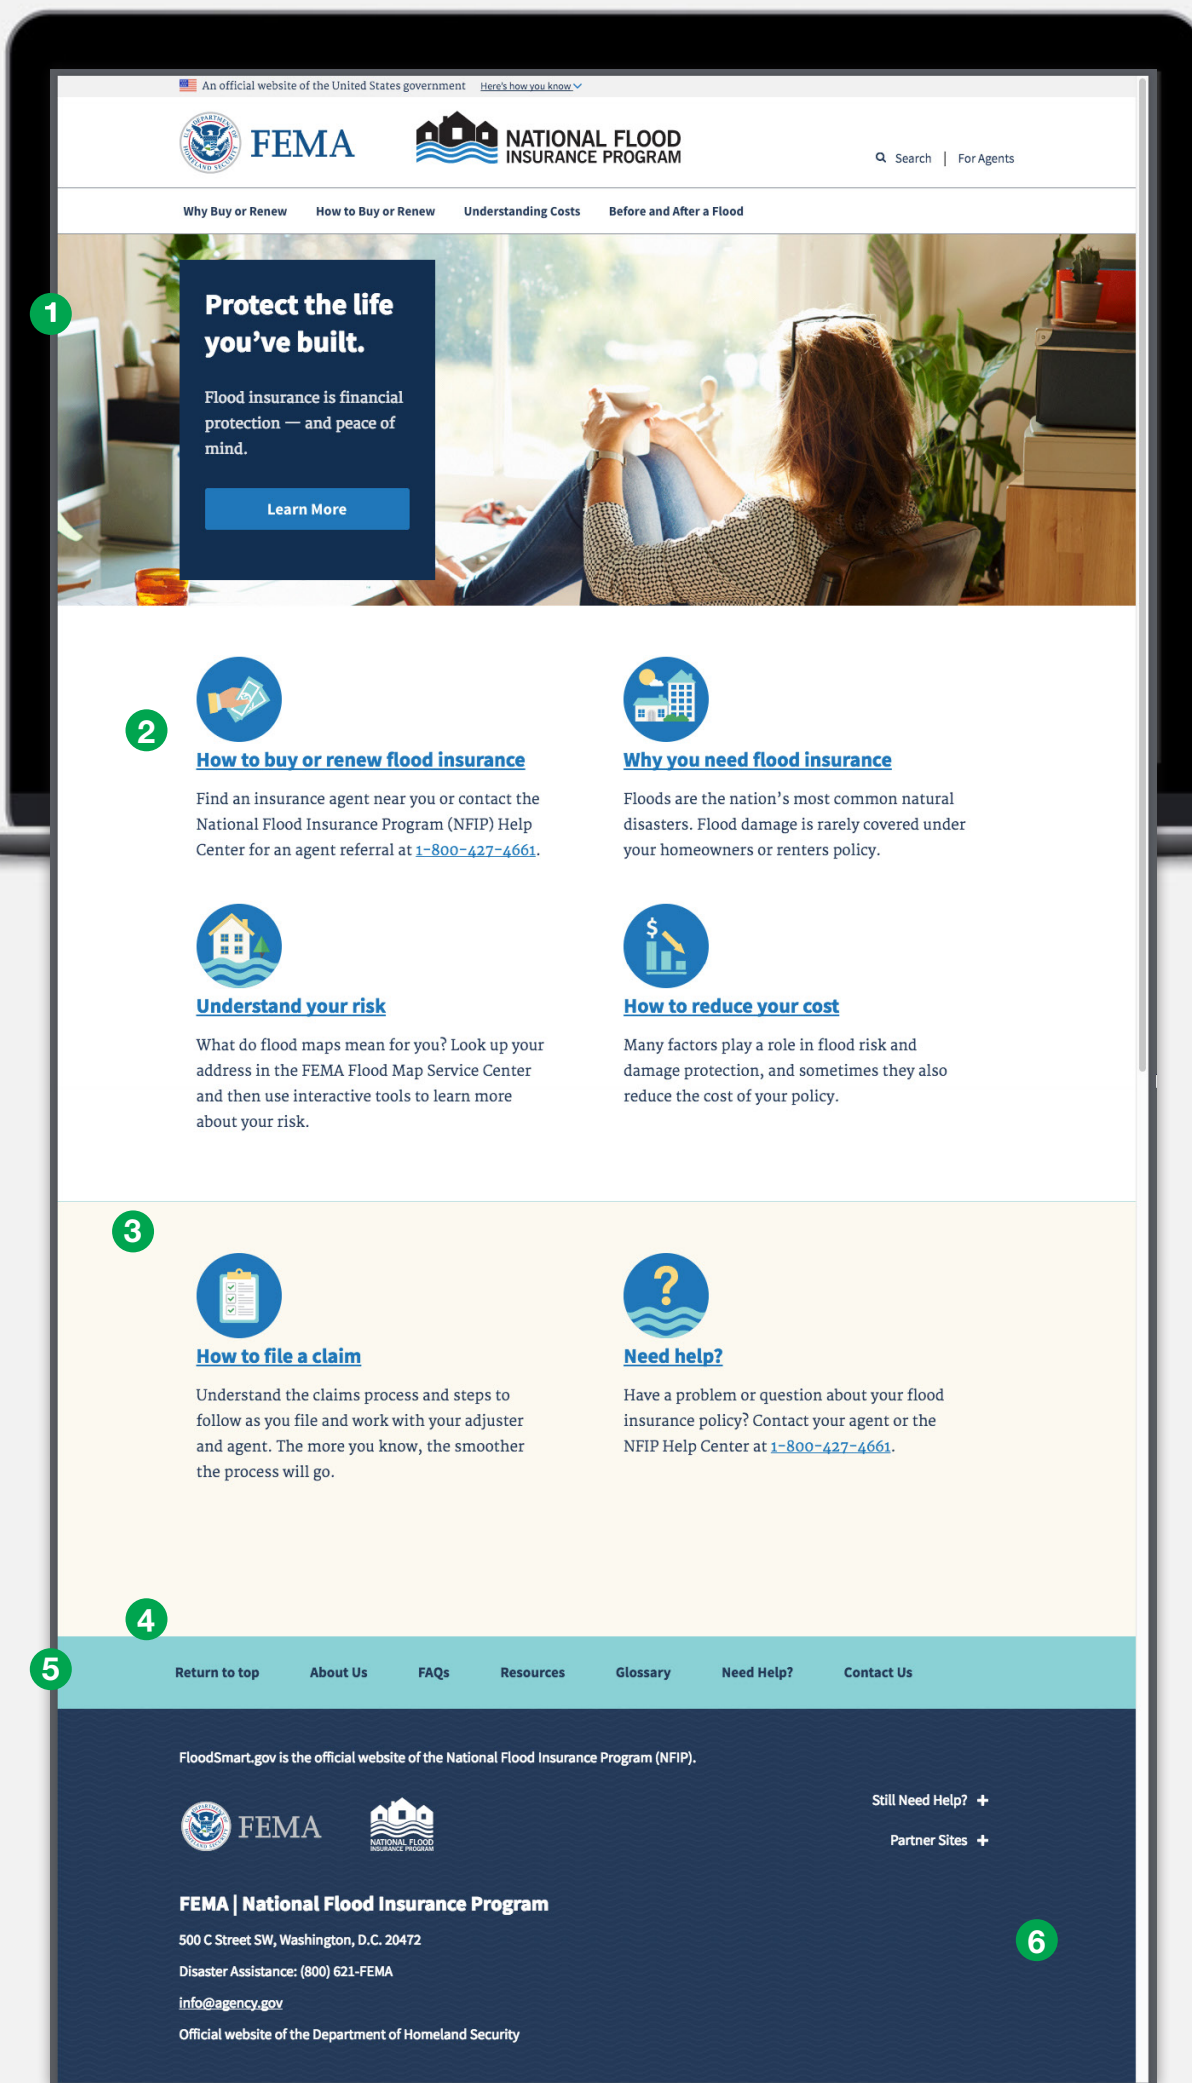 An official website of the United States government Here's how you know
FEMA
NATIONAL FLOOD
INSURANCE PROGRAM
Search | For Agents
Why Buy or Renew How to Buy or Renew Understanding Costs Before and After a Flood
1
Protect the life
you've built.
Flood insurance is financial
protection — and peace of
mind.
Learn More
2
How to buy or renew flood insurance
Find an insurance agent near you or contact the
National Flood Insurance Program (NFIP) Help
Center for an agent referral at 1-800-427-4661.
Why you need flood insurance
Floods are the nation's most common natural
disasters. Flood damage is rarely covered under
your homeowners or renters policy.
Understand your risk
What do flood maps mean for you? Look up your
address in the FEMA Flood Map Service Center
and then use interactive tools to learn more
about your risk.
$
How to reduce your cost
Many factors play a role in flood risk and
damage protection, and sometimes they also
reduce the cost of your policy.
3
How to file a claim
Understand the claims process and steps to
follow as you file and work with your adjuster
and agent. The more you know, the smoother
the process will go.
?
Need help?
Have a problem or question about your flood
insurance policy? Contact your agent or the
NFIP Help Center at 1-800-427-4661.
4
5
Return to top About Us FAQs Resources Glossary Need Help? Contact Us
FloodSmart.gov is the official website of the National Flood Insurance Program (NFIP).
FEMA
NATIONAL FLOOD
INSURANCE PROGRAM
Still Need Help? +
Partner Sites +
FEMA | National Flood Insurance Program
500 C Street SW, Washington, D.C. 20472
Disaster Assistance: (800) 621-FEMA
info@agency.gov
Official website of the Department of Homeland Security
6